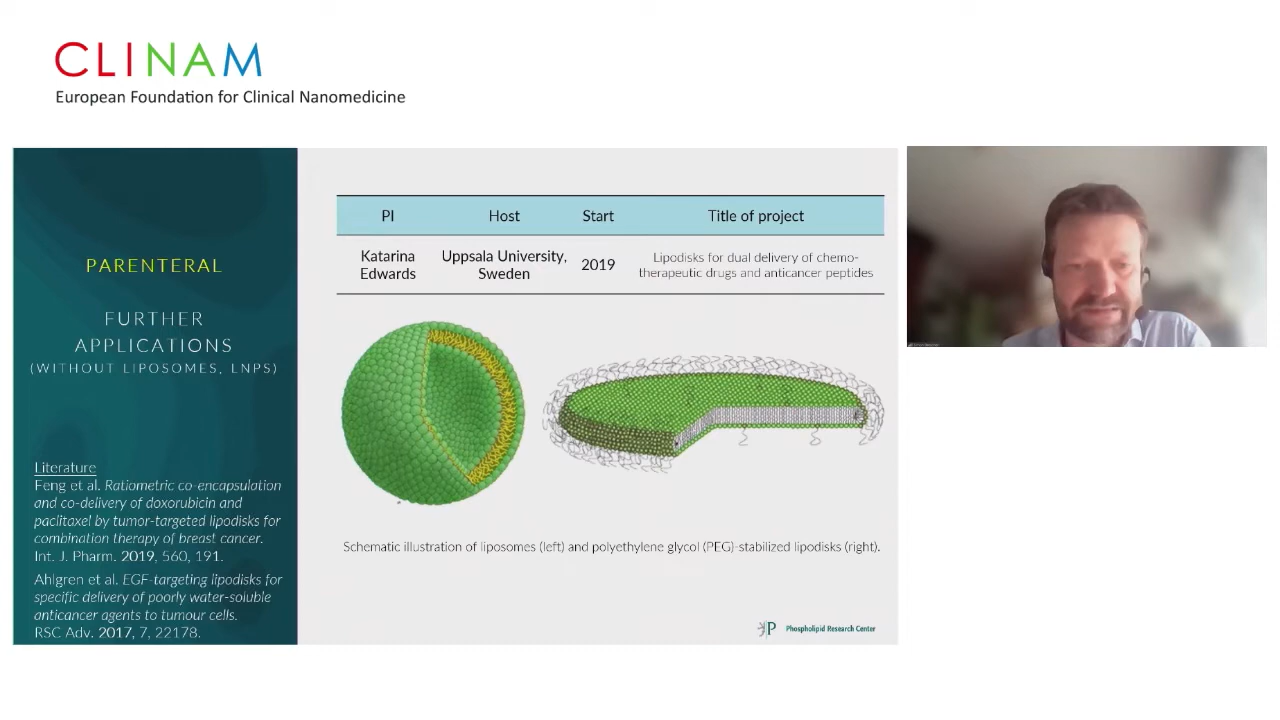 CLINAM
European Foundation for Clinical Nanomedicine
PARENTERAL
FURTHER
APPLICATIONS
(WITHOUT LIPOSOMES, LNPS)
Literature
Feng et al. Ratiometric co-encapsulation
and co-delivery of doxorubicin and
paclitaxel by tumor-targeted lipodisks for
combination therapy of breast cancer.
Int. J. Pharm. 2019, 560, 191.
Ahlgren et al. EGF-targeting lipodisks for
specific delivery of poorly water-soluble
anticancer agents to tumour cells.
RSC Adv. 2017, 7, 22178.
PI Host Start Title of project
Katarina Edwards
Uppsala University, Sweden
2019
Lipodisks for dual delivery of chemo-
therapeutic drugs and anticancer peptides
Schematic illustration of liposomes (left) and polyethylene glycol (PEG)-stabilized lipodisks (right).
Phospholipid Research Center